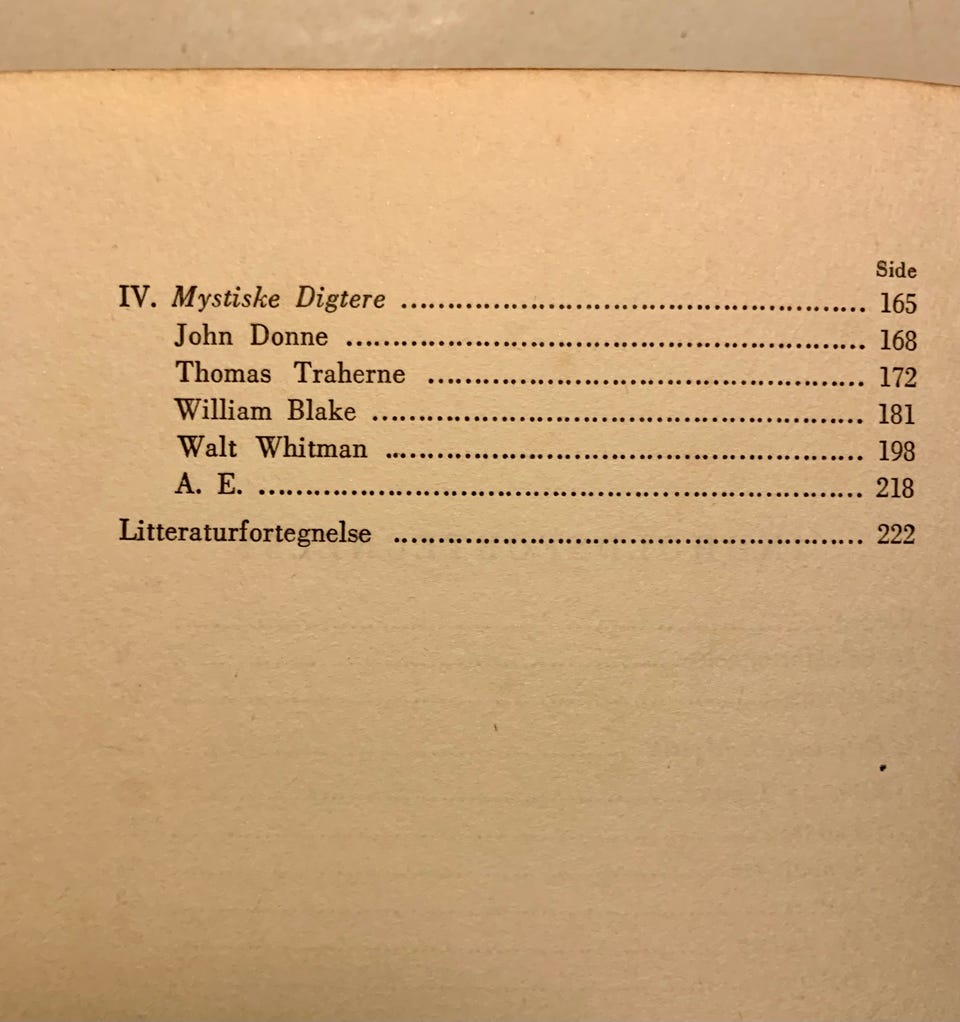 Side
IV. Mystiske Digtere ........................................ 165
John Donne ........................................ 168
Thomas Traherne ........................................ 172
William Blake ........................................ 181
Walt Whitman ........................................ 198
A. E. ........................................ 218
Litteraturfortegnelse ........................................ 222